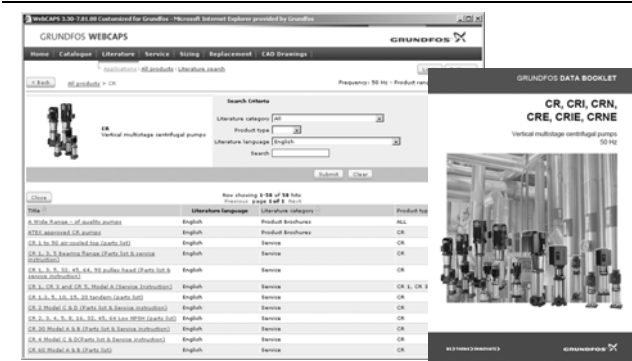 WebCAPS 3.30-7.01.00 Customized for Grundfos - Microsoft Internet Explorer provided by Grundfos
GRUNDFOS WEBCAPS
GRUNDFOS
Home Catalogue Literature Service Sizing Replacement CAD Drawings
Applications · All products · Literature search
< Back All products > CR
Frequency: 50 Hz - Product
Search Criteria
Literature category All
CR
Vertical multistage centrifugal pumps
Product type
Literature language English
Search
Submit Clear
Close
Now showing 1-58 of 58 hits
Previous page 1 of 1 Next
Title Literature language Literature category Product
A Wide Range - of quality pumps English Product Brochures ALL
ATEX approved CR pumps English Product Brochures CR
CR 1 to 90 air-cooled top (parts list) English Service CR
CR 1, 3, 5 Bearing flange (Parts list & service
instruction) English Service CR
CR 1, 3, 5, 32, 45, 64, 90 pulley head (Parts list &
service instruction) English Service CR
CR 1, CR 3 and CR 5, Model A (Service Instruction) English Service CR 1, CR 3
CR 1,3, 5, 10, 15, 20 tandem (parts list) English Service CR
CR 2 Model C & D (Parts list & Service instruction) English Service CR
CR 2, 3, 4, 5, 8, 16, 32, 45, 64 Low NPSH (parts list) English Service CR
CR 30 Model A & B (Parts list & Service instruction) English Service CR
CR 4 Model C & D(Parts list & Service instruction) English Service CR
CR 60 Model A & B (Parts list) English Service CR
GRUNDFOS DATA BOOKLET
CR, CRI, CRN,
CRE, CRIE, CRNE
Vertical multistage centrifugal pumps
50 Hz
BE>THINK>INNOVATE>
GRUNDFOS